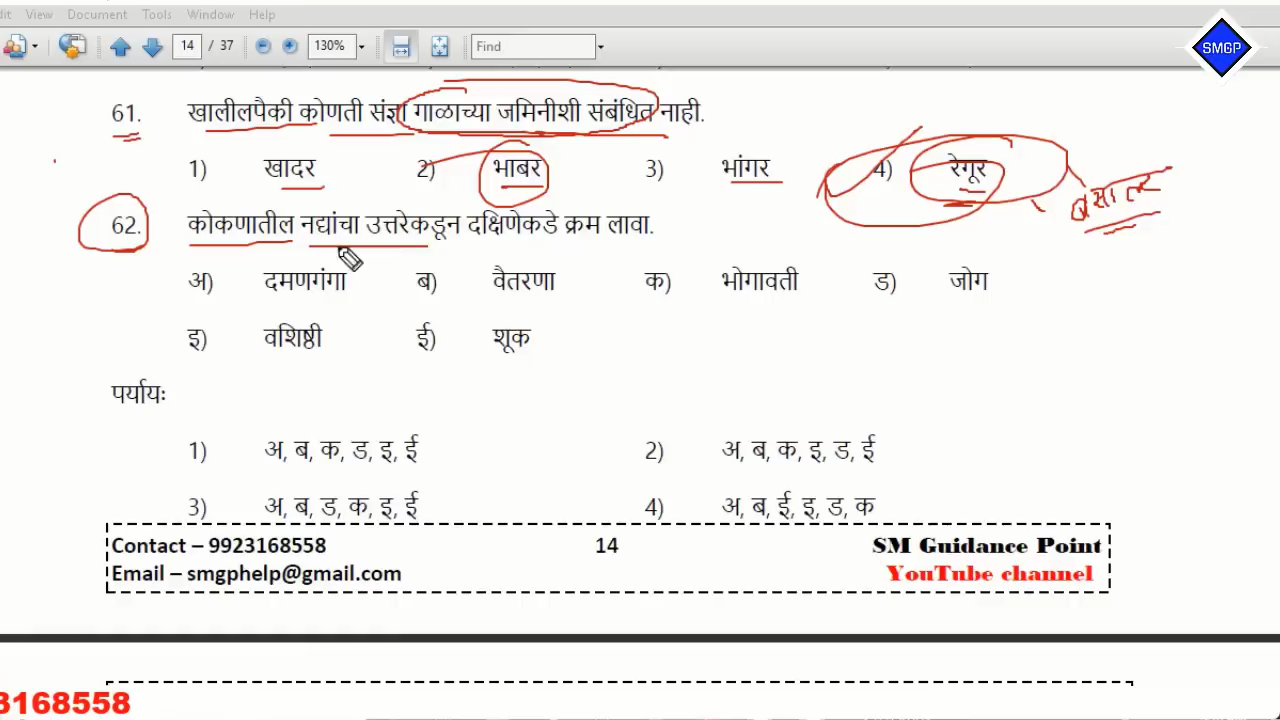 View Document Tools Window Help
14 / 37 130% Find
SMGP
61. खालीलपैकी कोणती संज्ञा गाळाच्या जमिनीशी संबंधित नाही.
1) खादर 2) भाबर 3) भांगर 4) रेगूर
62. कोकणातील नद्यांचा उत्तरेकडून दक्षिणेकडे क्रम लावा.
अ) दमणगंगा ब) वैतरणा क) भोगावती ड) जोग
इ) वशिष्ठी ई) शूक
पर्यायः
1) अ, ब, क, ड, इ, ई 2) अ, ब, क, इ, ड, ई
3) अ, ब, ड, क, इ, ई 4) अ, ब, ई, इ, ड, क
Contact – 9923168558 14 SM Guidance Point
Email – smgphelp@gmail.com YouTube channel
3168558